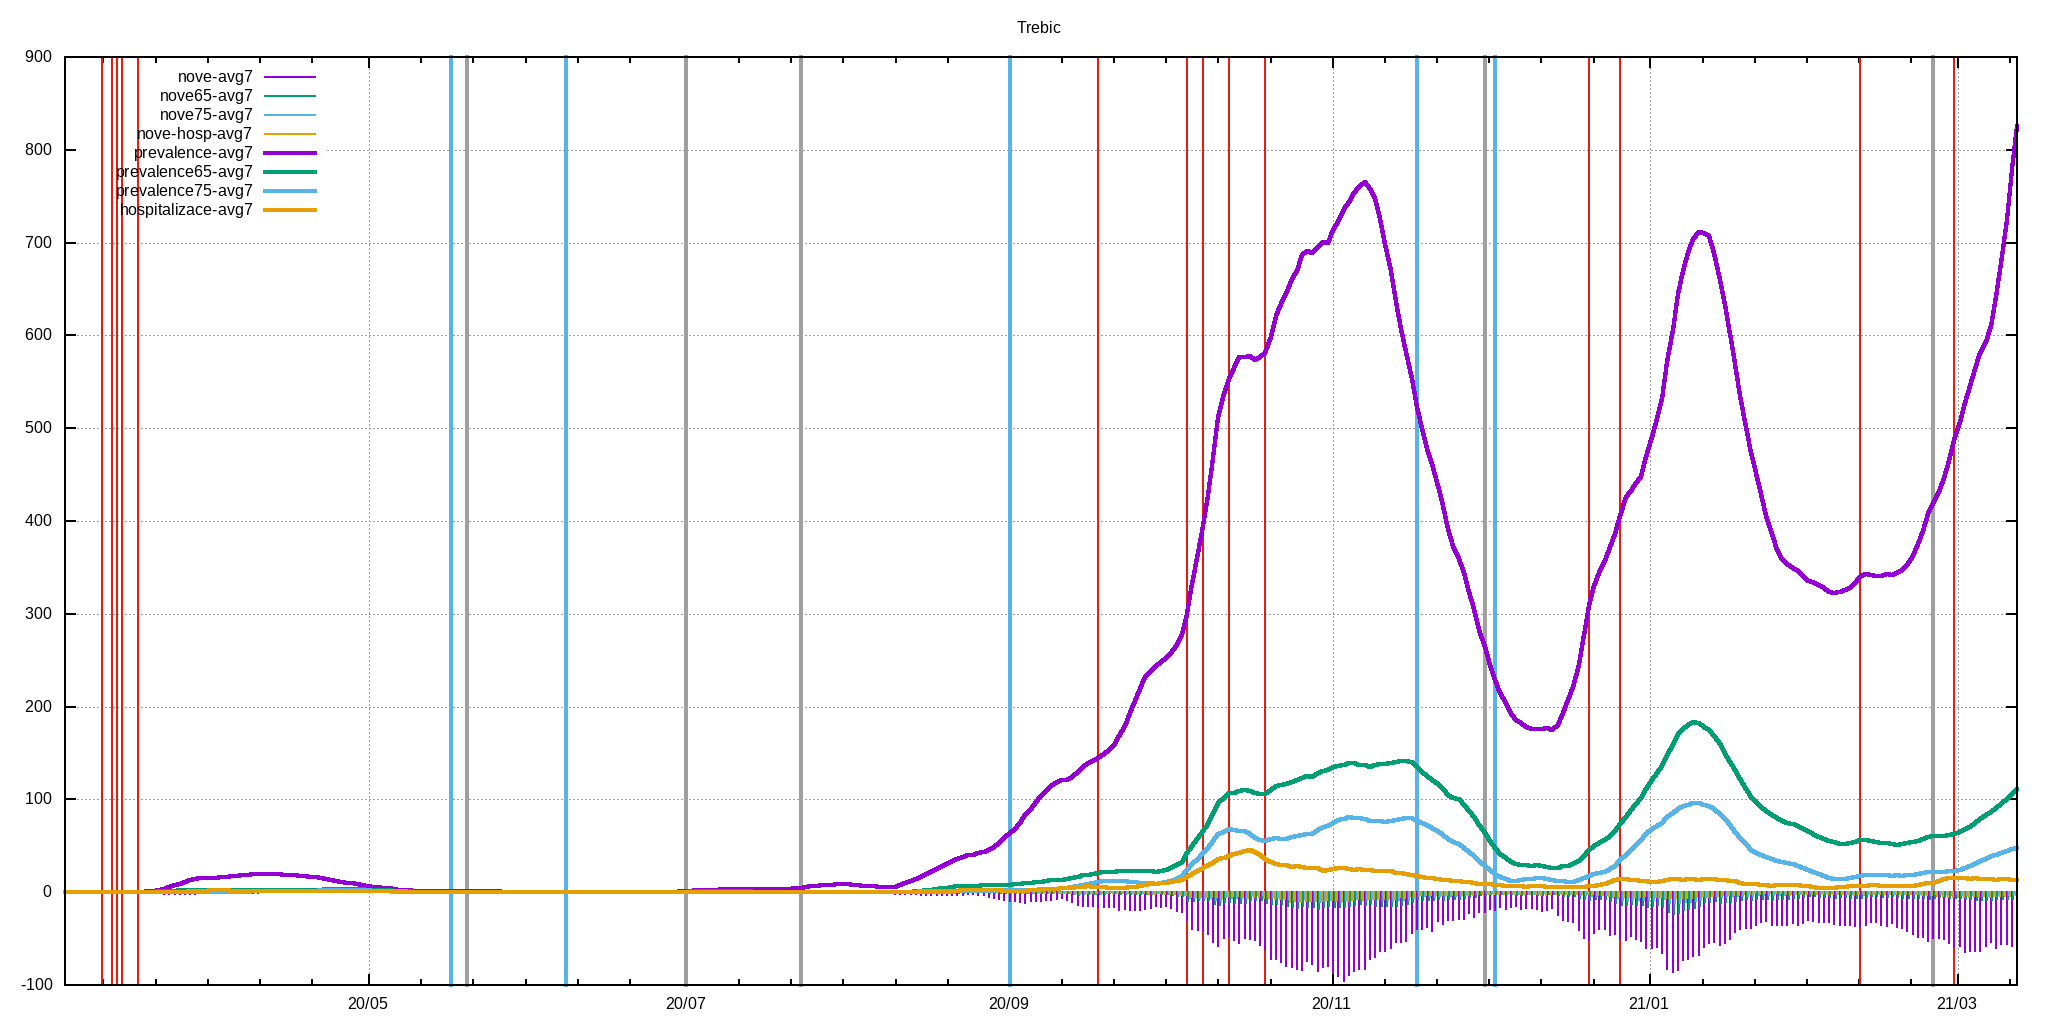 Trebic
900
800
700
600
500
400
300
200
100
0
-100
nove-avg7
nove65-avg7
nove75-avg7
nove-hosp-avg7
prevalence-avg7
prevalence65-avg7
prevalence75-avg7
hospitalizace-avg7
20/05
20/07
20/09
20/11
21/01
21/03